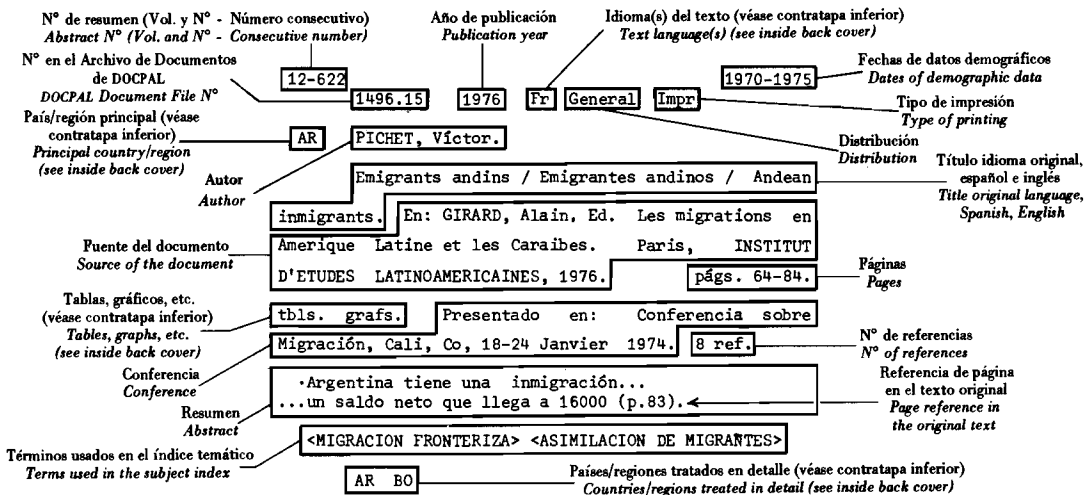 N° de resumen (Vol. y N° - Número consecutivo)
Abstract N° (Vol. and N° - Consecutive number)
Año de publicación
Publication year
Idioma(s) del texto (véase contratapa inferior)
Text language(s) (see inside back cover)
N° en el Archivo de Documentos
de DOCPAL
DOCPAL Document File N°
12-622
1970-1975
Fechas de datos demográficos
Dates of demographic data
1496.15 1976 Fr General Impr
Tipo de impresión
Type of printing
País/región principal (véase
contratapa inferior)
Principal country/region
(see inside back cover)
AR PICHET, Víctor.
Distribución
Distribution
Autor
Author
Emigrants andins / Emigrantes andinos / Andean
inmigrants. En: GIRARD, Alain, Ed. Les migrations en
Amerique Latine et les Caraibes. Paris, INSTITUT
D'ETUDES LATINOAMERICAINES, 1976. págs. 64-84.
Título idioma original,
español e inglés
Title original language,
Spanish, English
Fuente del documento
Source of the document
Páginas
Pages
Tablas, gráficos, etc.
(véase contratapa inferior)
Tables, graphs, etc.
(see inside back cover)
tbls. grafs. Presentado en: Conferencia sobre
Migración, Cali, Co, 18-24 Janvier 1974. 8 ref.
N° de referencias
N° of references
Conferencia
Conference
·Argentina tiene una inmigración...
...un saldo neto que llega a 16000 (p.83).
Referencia de página
en el texto original
Page reference in
the original text
Resumen
Abstract
Términos usados en el índice temático
Terms used in the subject index
<MIGRACION FRONTERIZA> <ASIMILACION DE MIGRANTES>
AR BO
Países/regiones tratados en detalle (véase contratapa inferior)
Countries/regions treated in detail (see inside back cover)